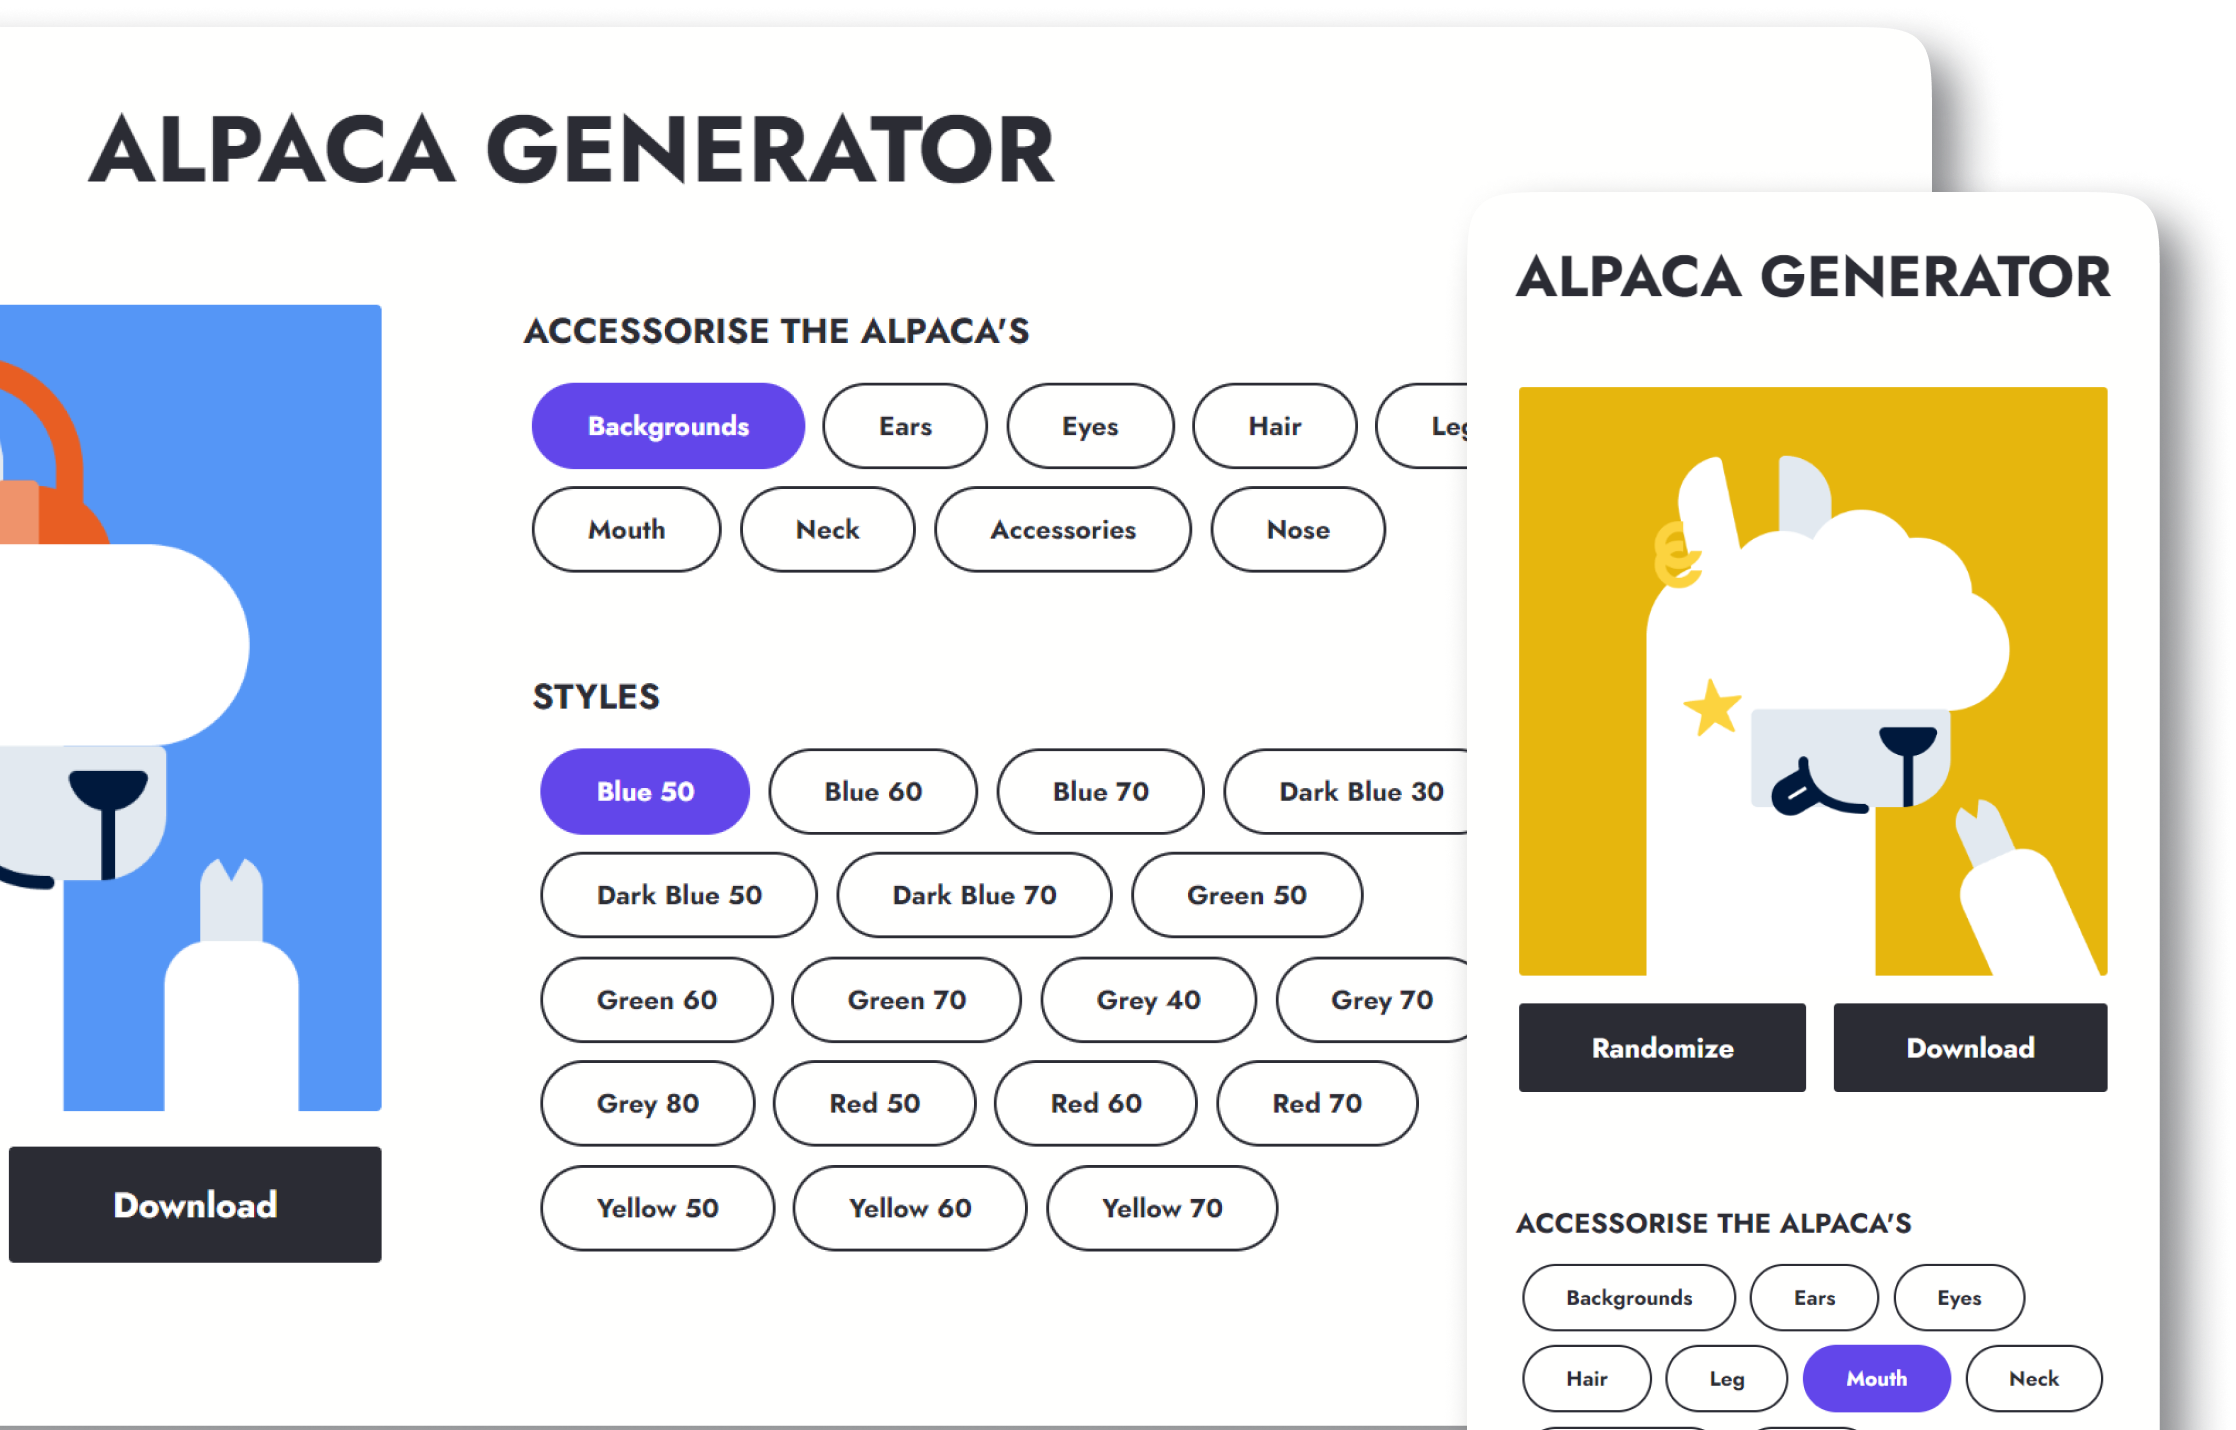 ALPACA GENERATOR
ACCESSORISE THE ALPACA'S
Backgrounds Ears Eyes Hair Leg
Mouth Neck Accessories Nose
STYLES
Blue 50 Blue 60 Blue 70 Dark Blue 30
Dark Blue 50 Dark Blue 70 Green 50
Green 60 Green 70 Grey 40 Grey 70
Grey 80 Red 50 Red 60 Red 70
Yellow 50 Yellow 60 Yellow 70
Download
ALPACA GENERATOR
Randomize Download
ACCESSORISE THE ALPACA'S
Backgrounds Ears Eyes
Hair Leg Mouth Neck